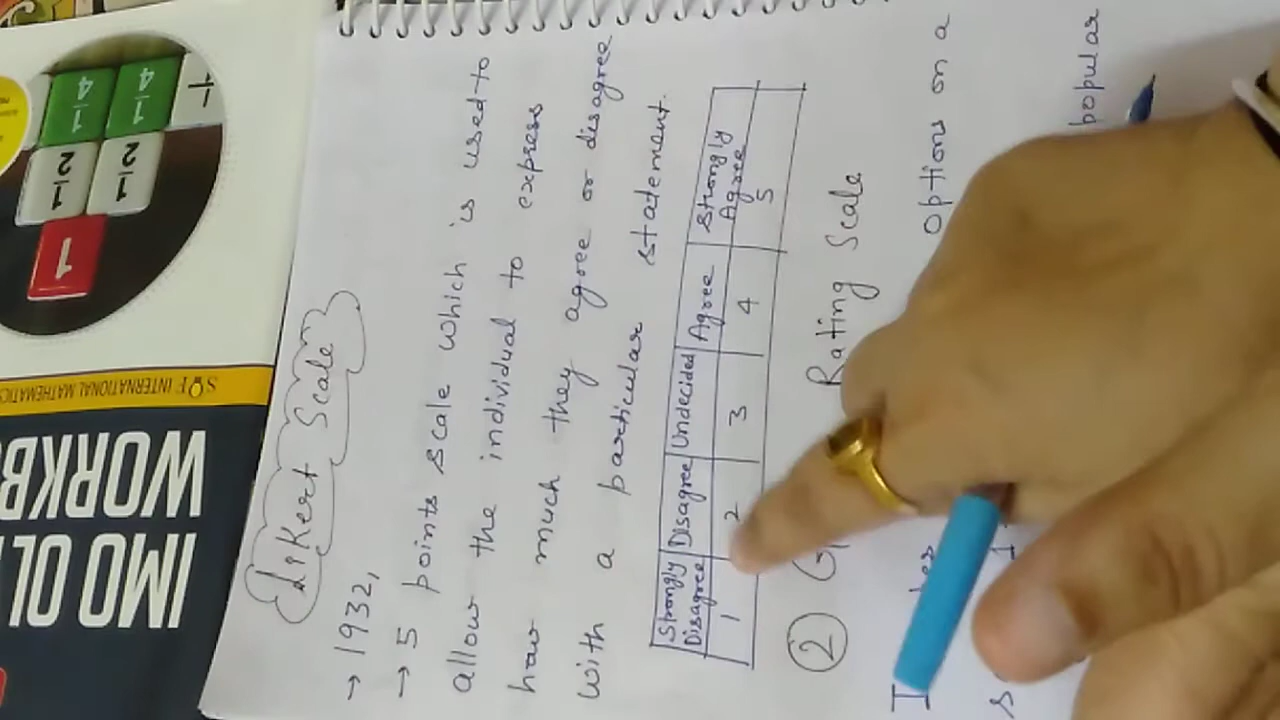 Likert Scale
→ 1932,
→ 5 points scale which is used to
allow the individual to express
how much they agree or disagree
with a particular statement.
Strongly Disagree Disagree Undecided Agree Strongly Agree
1 2 3 4 5
② Rating Scale
options on a
popular
SOF INTERNATIONAL MATHEMATICS
WORKB
IMO OL
1
1/2 1/2
1/4 1/4